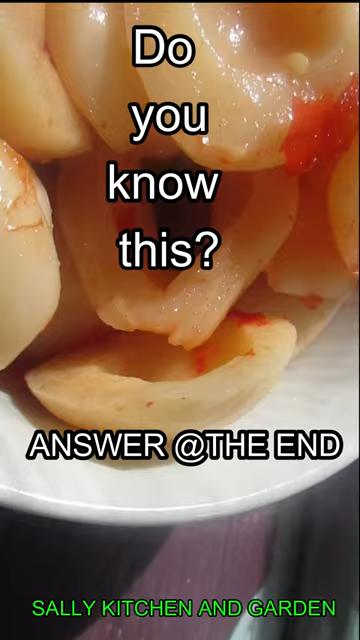 Do
you
know
this?
ANSWER @THE END
SALLY KITCHEN AND GARDEN